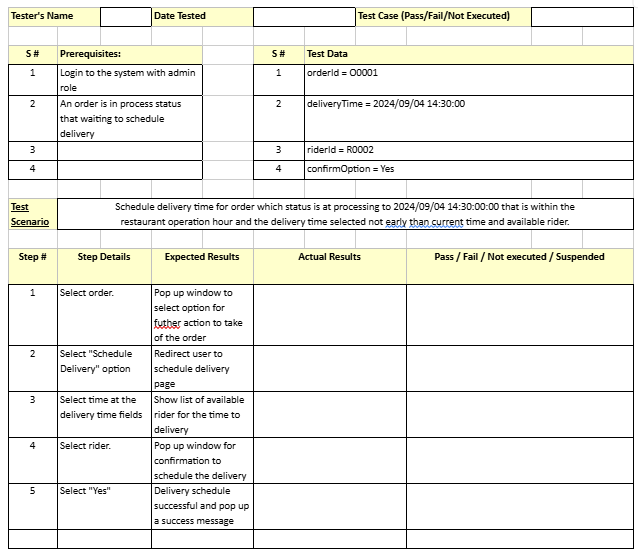 Tester's Name Date Tested Test Case (Pass/Fail/Not Executed)
S # Prerequisites: S # Test Data
1 Login to the system with admin role 1 orderId = O0001
2 An order is in process status that waiting to schedule delivery 2 deliveryTime = 2024/09/04 14:30:00
3 3 riderId = R0002
4 4 confirmOption = Yes
Test Scenario
Schedule delivery time for order which status is at processing to 2024/09/04 14:30:00:00 that is within the
restaurant operation hour and the delivery time selected not early than current time and available rider.
Step # Step Details Expected Results Actual Results Pass / Fail / Not executed / Suspended
1 Select order. Pop up window to select option for futher action to take of the order
2 Select "Schedule Delivery" option Redirect user to schedule delivery page
3 Select time at the delivery time fields Show list of available rider for the time to delivery
4 Select rider. Pop up window for confirmation to schedule the delivery
5 Select "Yes" Delivery schedule successful and pop up a success message